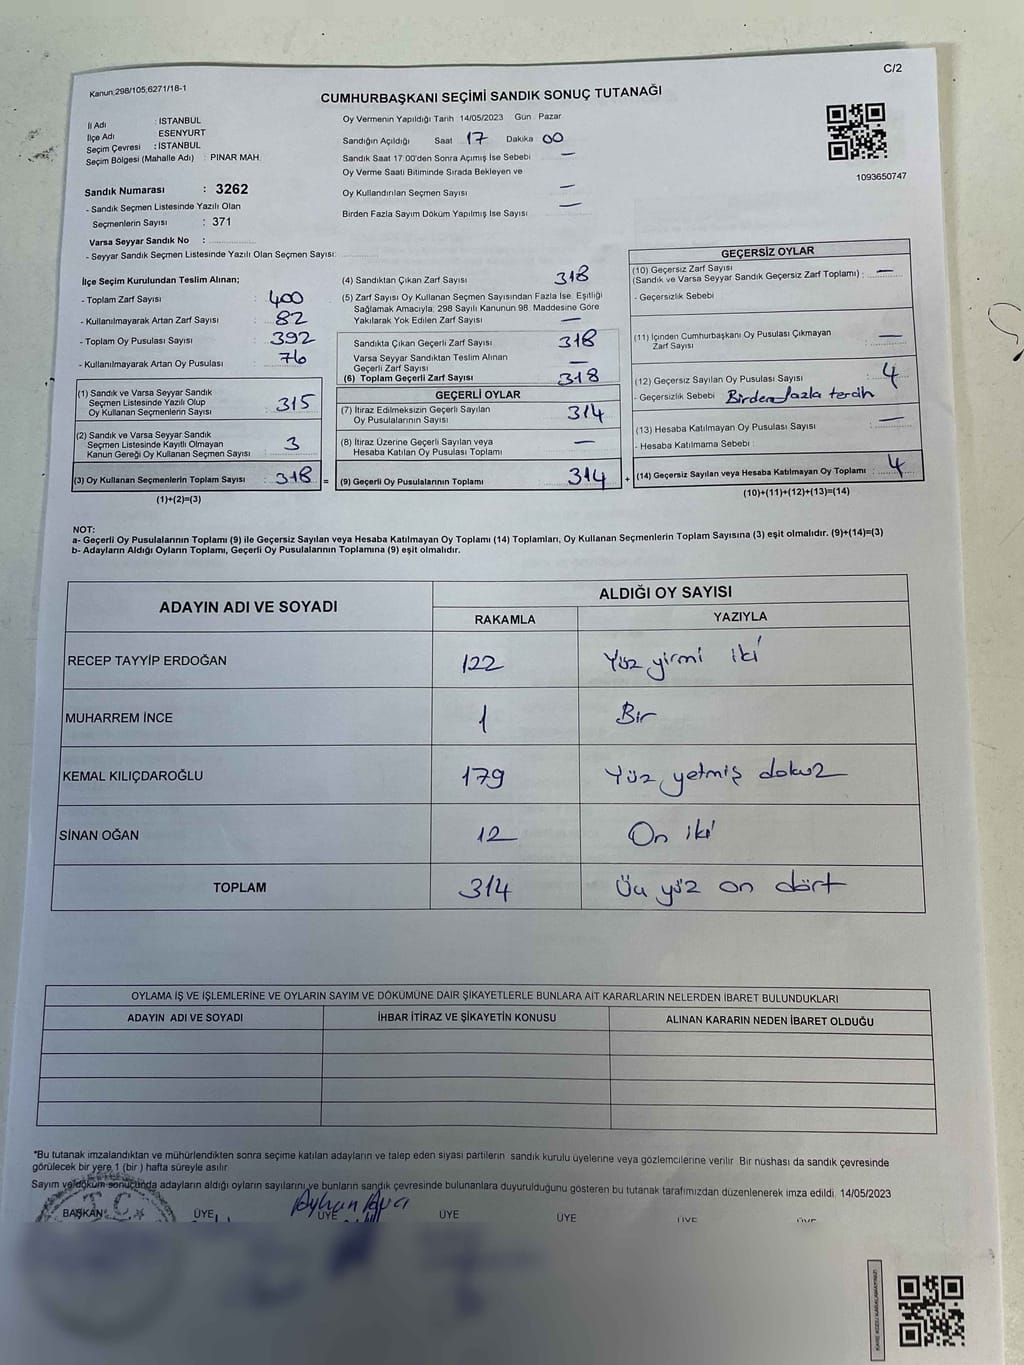 Kanun,298/105,6271/18-1
C/2
CUMHURBAŞKANI SEÇİMİ SANDIK SONUÇ TUTANAĞI
İl Adı : İSTANBUL
İlçe Adı : ESENYURT
Seçim Çevresi : İSTANBUL
Seçim Bölgesi (Mahalle Adı) : PINAR MAH.
Sandık Numarası : 3262
- Sandık Seçmen Listesinde Yazılı Olan
Seçmenlerin Sayısı : 371
Varsa Seyyar Sandık No :
- Seyyar Sandık Seçmen Listesinde Yazılı Olan Seçmen Sayısı:
Oy Vermenin Yapıldığı Tarih 14/05/2023 Gün Pazar
Sandığın Açıldığı Saat 17 Dakika 00
Sandık Saat 17:00'den Sonra Açımış İse Sebebi —
Oy Verme Saati Bitiminde Sırada Bekleyen ve
Oy Kullandırılan Seçmen Sayısı —
Birden Fazla Sayım Döküm Yapılmış İse Sayısı —
1093650747
İlçe Seçim Kurulundan Teslim Alınan;
- Toplam Zarf Sayısı : 400
- Kullanılmayarak Artan Zarf Sayısı : 82
- Toplam Oy Pusulası Sayısı : 392
- Kullanılmayarak Artan Oy Pusulası : 76
(1) Sandık ve Varsa Seyyar Sandık
Seçmen Listesinde Yazılı Olup
Oy Kullanan Seçmenlerin Sayısı : 315
(2) Sandık ve Varsa Seyyar Sandık
Seçmen Listesinde Kayıtlı Olmayan
Kanun Gereği Oy Kullanan Seçmen Sayısı : 3
(3) Oy Kullanan Seçmenlerin Toplam Sayısı : 318 =
(1)+(2)=(3)
(4) Sandıktan Çıkan Zarf Sayısı 318
(5) Zarf Sayısı Oy Kullanan Seçmen Sayısından Fazla İse, Eşitliği
Sağlamak Amacıyla, 298 Sayılı Kanunun 98. Maddesine Göre
Yakılarak Yok Edilen Zarf Sayısı —
Sandıkta Çıkan Geçerli Zarf Sayısı 318
Varsa Seyyar Sandıktan Teslim Alınan
Geçerli Zarf Sayısı —
(6) Toplam Geçerli Zarf Sayısı 318
GEÇERLİ OYLAR
(7) İtiraz Edilmeksizin Geçerli Sayılan
Oy Pusulalarının Sayısı 314
(8) İtiraz Üzerine Geçerli Sayılan veya
Hesaba Katılan Oy Pusulası Toplamı —
(9) Geçerli Oy Pusulalarının Toplamı 314 +
GEÇERSİZ OYLAR
(10) Geçersiz Zarf Sayısı
(Sandık ve Varsa Seyyar Sandık Geçersiz Zarf Toplamı) : —
- Geçersizlik Sebebi
(11) İçinden Cumhurbaşkanı Oy Pusulası Çıkmayan
Zarf Sayısı —
(12) Geçersiz Sayılan Oy Pusulası Sayısı : 4
- Geçersizlik Sebebi Birden fazla tercih
(13) Hesaba Katılmayan Oy Pusulası Sayısı : —
- Hesaba Katılmama Sebebi :
(14) Geçersiz Sayılan veya Hesaba Katılmayan Oy Toplamı : 4
(10)+(11)+(12)+(13)=(14)
NOT:
a- Geçerli Oy Pusulalarının Toplamı (9) ile Geçersiz Sayılan veya Hesaba Katılmayan Oy Toplamı (14) Toplamları, Oy Kullanan Seçmenlerin Toplam Sayısına (3) eşit olmalıdır. (9)+(14)=(3)
b- Adayların Aldığı Oyların Toplamı, Geçerli Oy Pusulalarının Toplamına (9) eşit olmalıdır.
ADAYIN ADI VE SOYADI
ALDIĞI OY SAYISI
RAKAMLA YAZIYLA
RECEP TAYYİP ERDOĞAN 122 Yüz yirmi iki
MUHARREM İNCE 1 Bir
KEMAL KILIÇDAROĞLU 179 Yüz yetmiş dokuz
SİNAN OĞAN 12 On iki
TOPLAM 314 Üç yüz on dört
OYLAMA İŞ VE İŞLEMLERİNE VE OYLARIN SAYIM VE DÖKÜMÜNE DAİR ŞİKAYETLERLE BUNLARA AİT KARARLARIN NELERDEN İBARET BULUNDUKLARI
ADAYIN ADI VE SOYADI İHBAR İTİRAZ VE ŞİKAYETİN KONUSU ALINAN KARARIN NEDEN İBARET OLDUĞU
*Bu tutanak imzalandıktan ve mühürlendikten sonra seçime katılan adayların ve talep eden siyasi partilerin sandık kurulu üyelerine veya gözlemcilerine verilir. Bir nüshası da sandık çevresinde
görülecek bir yere 1 (bir ) hafta süreyle asılır.
Sayım ve döküm sonucunda adayların aldığı oyların sayılarını ve bunların sandık çevresinde bulunanlara duyurulduğunu gösteren bu tutanak tarafımızdan düzenlenerek imza edildi. 14/05/2023
T.C.
BAŞKAN ÜYE ÜYE ÜYE ÜYE ÜYE ÜYE